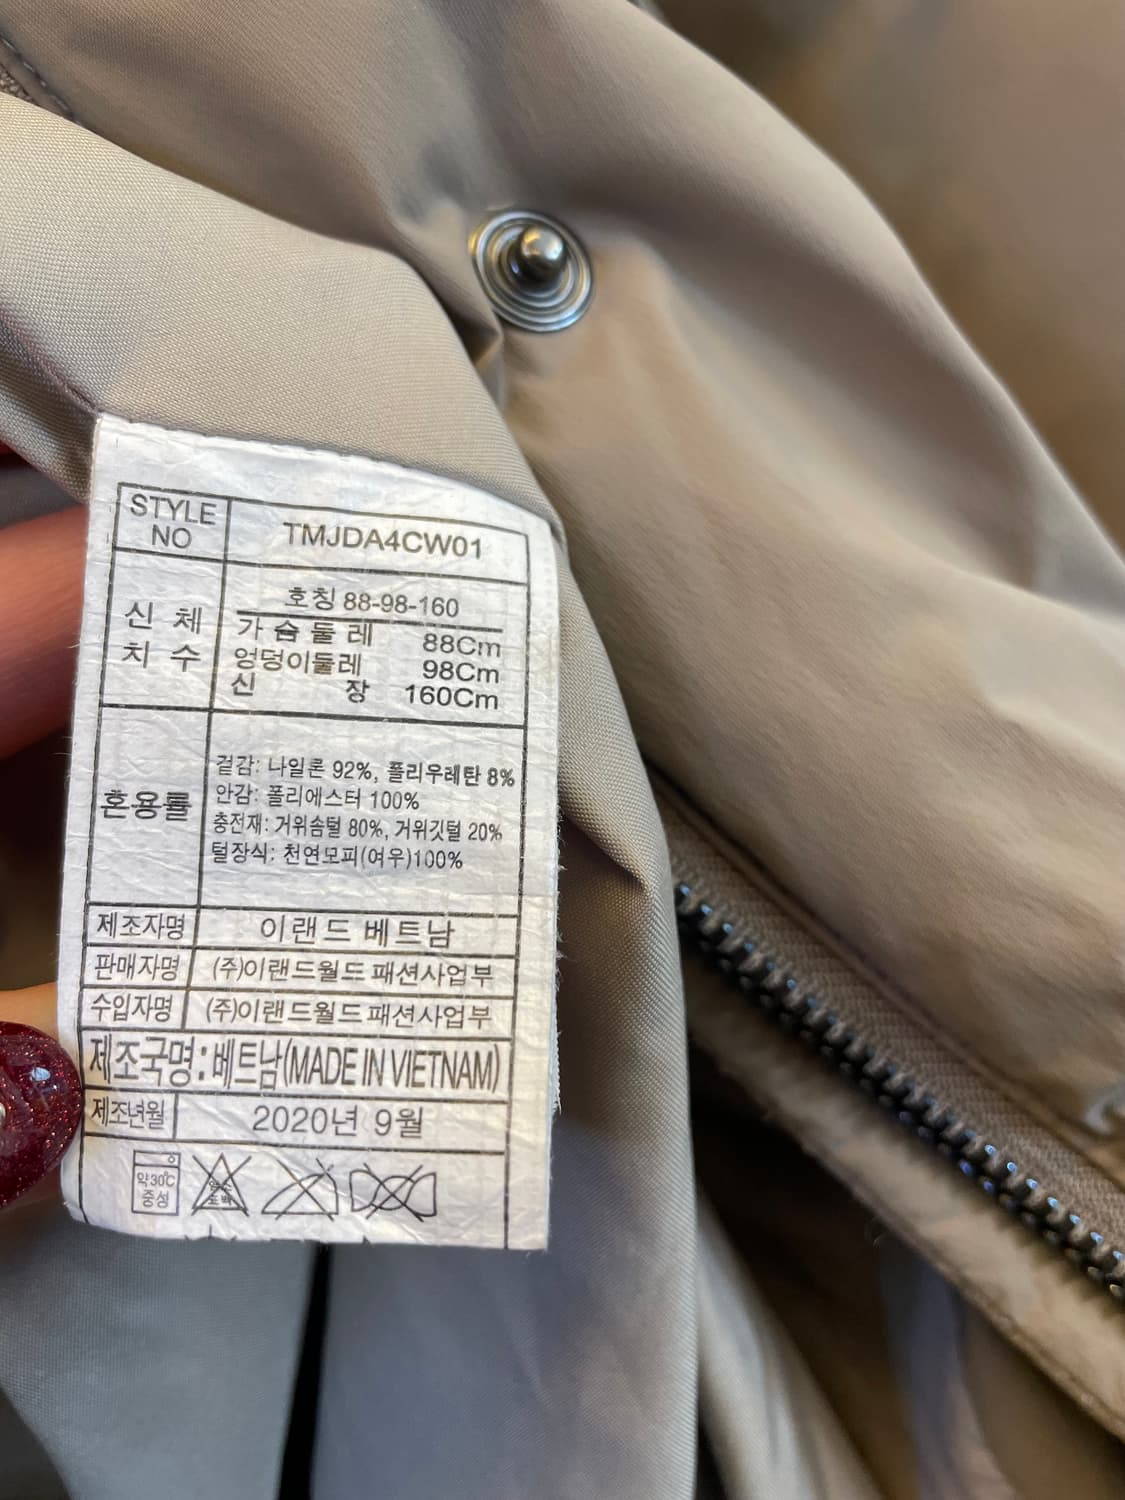 STYLE NO TMJDA4CW01
신체 치수
호칭 88-98-160
가슴둘레 88Cm
엉덩이둘레 98Cm
신장 160Cm
혼용률
겉감: 나일론 92%, 폴리우레탄 8%
안감: 폴리에스터 100%
충전재: 거위솜털 80%, 거위깃털 20%
털장식: 천연모피(여우)100%
제조자명 이랜드 베트남
판매자명 (주)이랜드월드 패션사업부
수입자명 (주)이랜드월드 패션사업부
제조국명: 베트남(MADE IN VIETNAM)
제조년월 2020년 9월
약30℃
중성